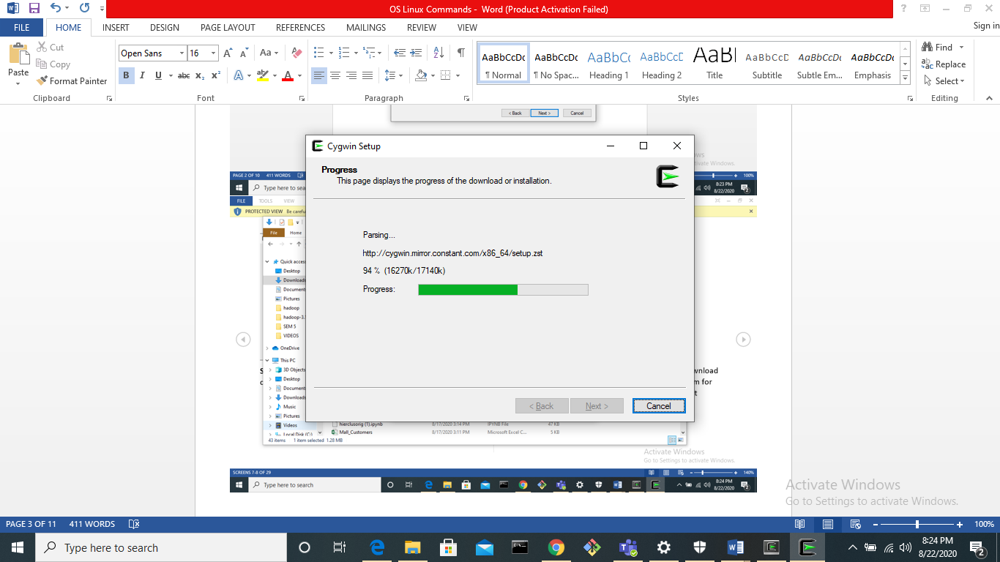 OS Linux Commands - Word (Product Activation Failed)
FILE HOME INSERT DESIGN PAGE LAYOUT REFERENCES MAILINGS REVIEW VIEW Sign in
Paste
Cut
Copy
Format Painter
Open Sans 16
Aa
B I U abc x₂ x²
AaBbCcDc AaBbCcDc AaBbCc AaBbCcD AaBl AaBbCcD AaBbCcDc AaBbCcDc
¶ Normal ¶ No Spac... Heading 1 Heading 2 Title Subtitle Subtle Em... Emphasis
Find
Replace
Select
Clipboard Font Paragraph Styles Editing
< Back Next > Cancel
PAGE 2 OF 10 411 WORDS 100%
Type here to sea
8:23 PM
8/22/2020
FILE TOOLS VIEW
PROTECTED VIEW Be carefu
File Home
Quick access
Desktop
Downloads
Document
Pictures
hadoop
hadoop-3.
SEM 5
VIDEOS
OneDrive
This PC
3D Objects
Desktop
Document
Downloads
Music
Pictures
Videos
Local Disk (C:)
Cygwin Setup
Progress
This page displays the progress of the download or installation.
Parsing...
http://cygwin.mirror.constant.com/x86_64/setup.zst
94 % (16270k/17140k)
Progress:
< Back Next > Cancel
wnload
m for
t
hierclusong (1).ipynb 8/17/2020 3:14 PM IPYNB File 47 KB
Mall_Customers 8/17/2020 3:11 PM Microsoft Excel C... 5 KB
43 items 1 item selected 1.28 MB
Activate Windows
Go to Settings to activate Windows.
SCREENS 7-8 OF 29 140%
Type here to search
8:24 PM
8/22/2020
Activate Windows
Go to Settings to activate Windows.
PAGE 3 OF 11 411 WORDS 100%
Type here to search
8:24 PM
8/22/2020
2